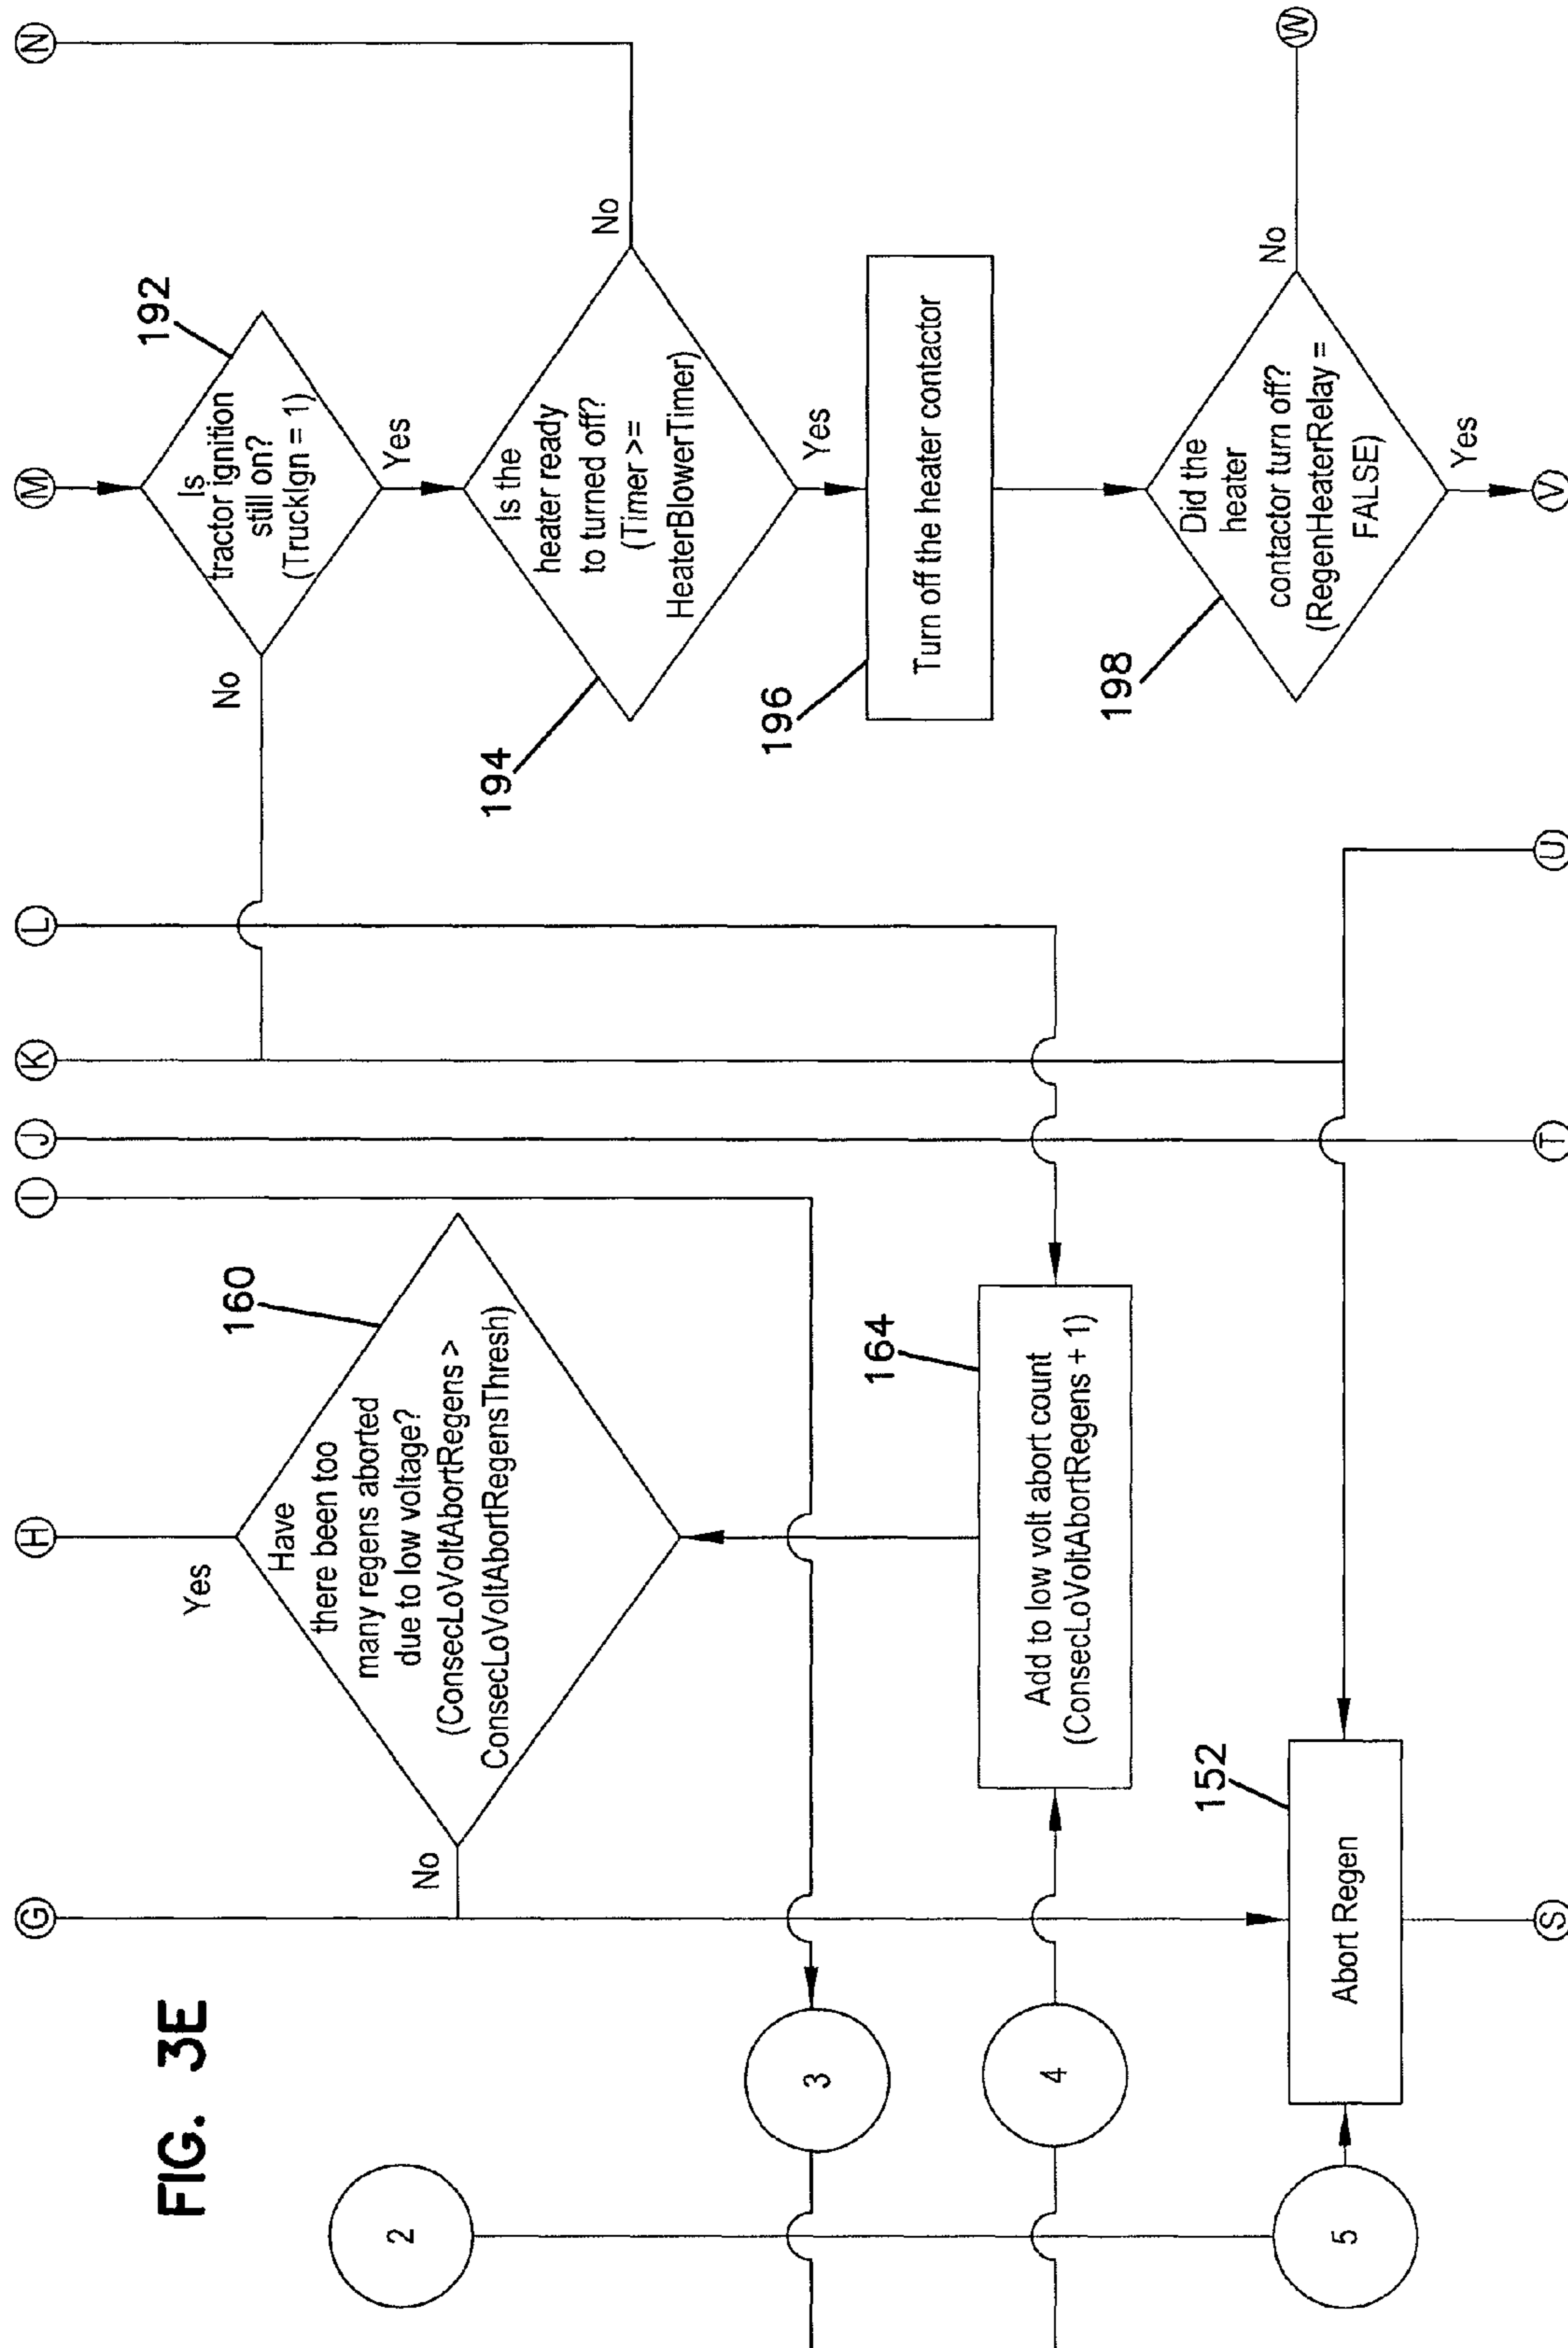 FIG. 3E
G
H
I
J
K
L
M
N
Have
there been too
many regens aborted
due to low voltage?
(ConsecLoVoltAbortRegens >
ConsecLoVoltAbortRegensThresh)
160
Yes
No
Is
tractor ignition
still on?
(TruckIgn = 1)
192
No
Yes
Is the
heater ready
to turned off?
(Timer >=
HeaterBlowerTimer)
194
No
Yes
Turn off the heater contactor
196
Did the
heater
contactor turn off?
(RegenHeaterRelay =
FALSE)
198
No
Yes
W
2
3
4
5
Add to low volt abort count
(ConsecLoVoltAbortRegens + 1)
164
Abort Regen
152
S
T
U
V